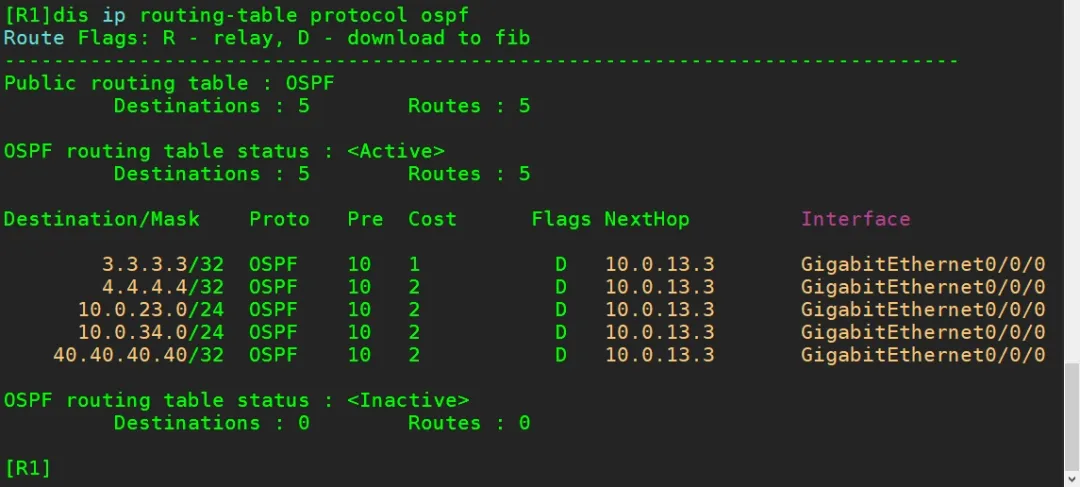 [R1]dis ip routing-table protocol ospf
Route Flags: R - relay, D - download to fib
------------------------------------------------------------------------------
Public routing table : OSPF
         Destinations : 5        Routes : 5

OSPF routing table status : <Active>
         Destinations : 5        Routes : 5

Destination/Mask    Proto   Pre  Cost      Flags NextHop         Interface

        3.3.3.3/32  OSPF    10   1           D   10.0.13.3       GigabitEthernet0/0/0
        4.4.4.4/32  OSPF    10   2           D   10.0.13.3       GigabitEthernet0/0/0
      10.0.23.0/24  OSPF    10   2           D   10.0.13.3       GigabitEthernet0/0/0
      10.0.34.0/24  OSPF    10   2           D   10.0.13.3       GigabitEthernet0/0/0
    40.40.40.40/32  OSPF    10   2           D   10.0.13.3       GigabitEthernet0/0/0

OSPF routing table status : <Inactive>
         Destinations : 0        Routes : 0

[R1]